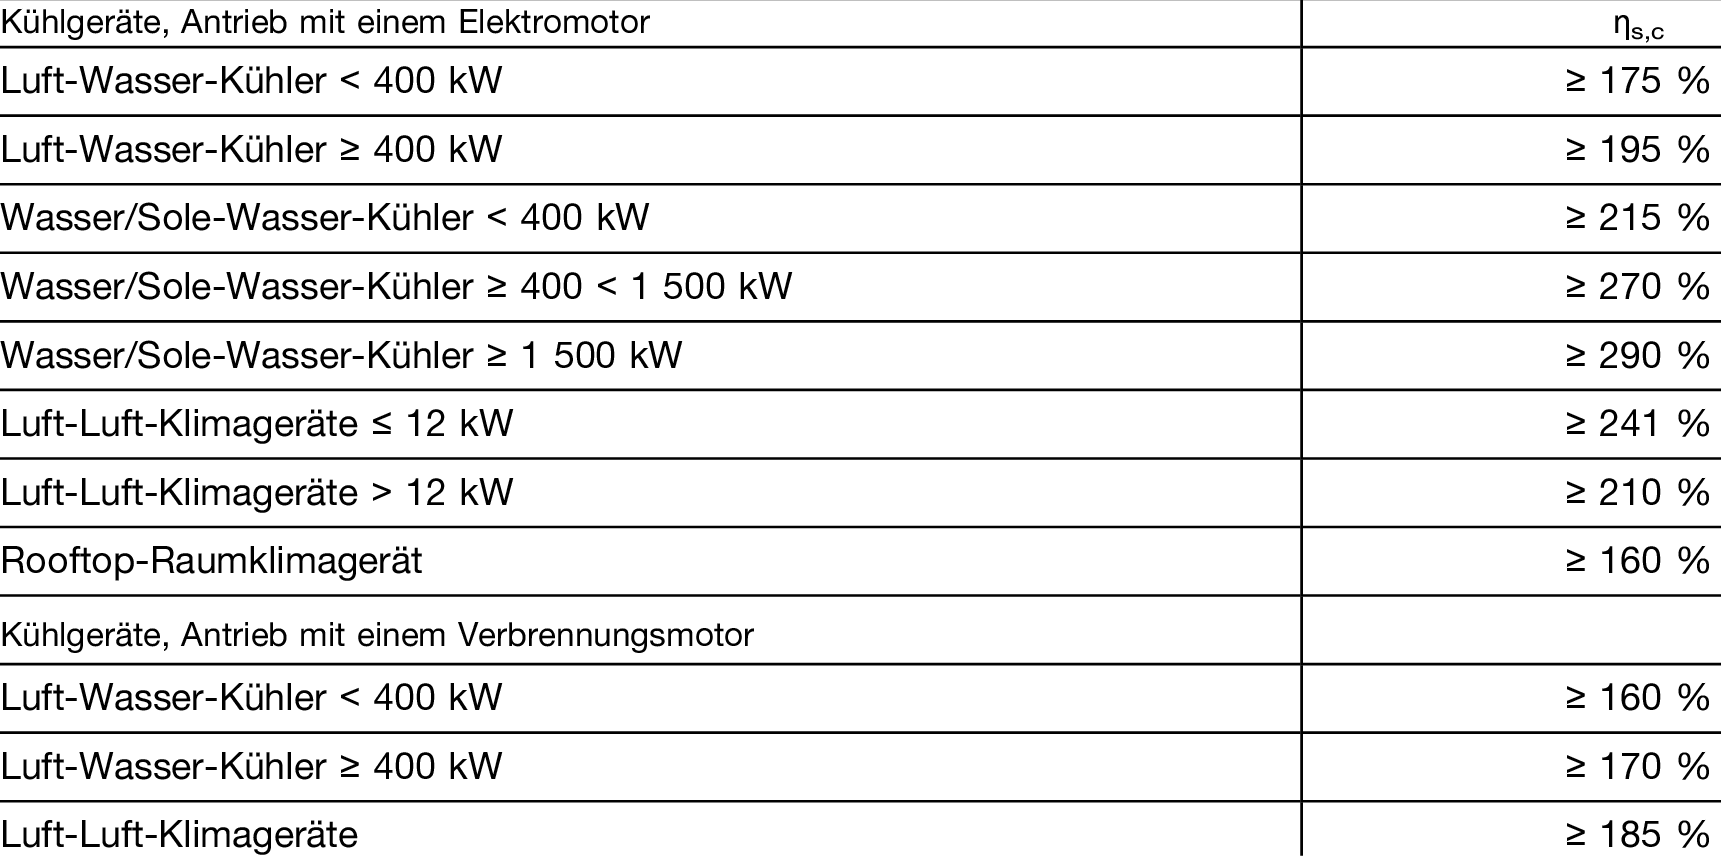 Kühlgeräte, Antrieb mit einem Elektromotor ηs,c
Luft-Wasser-Kühler < 400 kW ≥ 175 %
Luft-Wasser-Kühler ≥ 400 kW ≥ 195 %
Wasser/Sole-Wasser-Kühler < 400 kW ≥ 215 %
Wasser/Sole-Wasser-Kühler ≥ 400 < 1 500 kW ≥ 270 %
Wasser/Sole-Wasser-Kühler ≥ 1 500 kW ≥ 290 %
Luft-Luft-Klimageräte ≤ 12 kW ≥ 241 %
Luft-Luft-Klimageräte > 12 kW ≥ 210 %
Rooftop-Raumklimagerät ≥ 160 %
Kühlgeräte, Antrieb mit einem Verbrennungsmotor
Luft-Wasser-Kühler < 400 kW ≥ 160 %
Luft-Wasser-Kühler ≥ 400 kW ≥ 170 %
Luft-Luft-Klimageräte ≥ 185 %